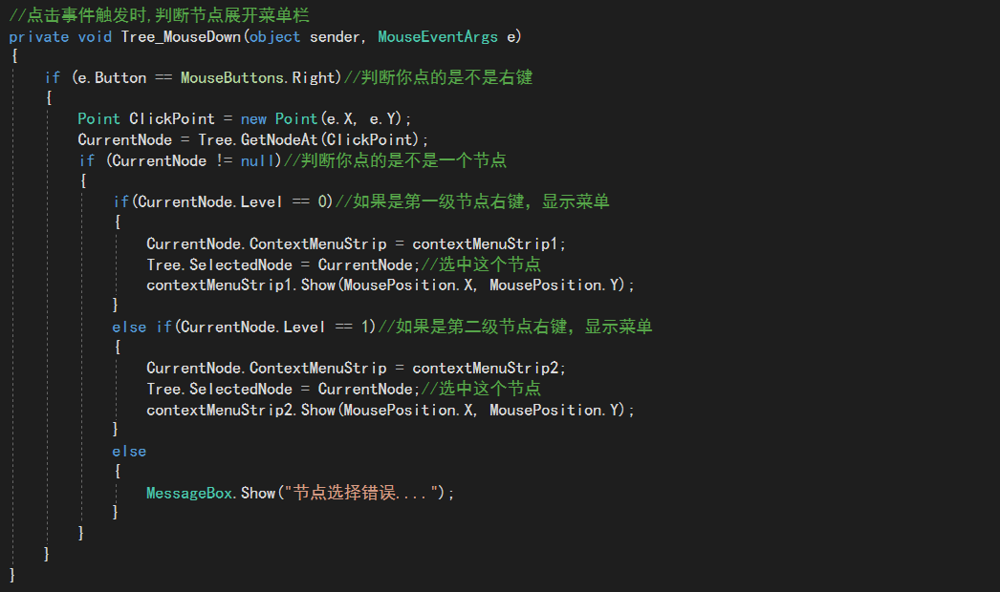 //点击事件触发时,判断节点展开菜单栏
private void Tree_MouseDown(object sender, MouseEventArgs e)
{
    if (e.Button == MouseButtons.Right)//判断你点的是不是右键
    {
        Point ClickPoint = new Point(e.X, e.Y);
        CurrentNode = Tree.GetNodeAt(ClickPoint);
        if (CurrentNode != null)//判断你点的是不是一个节点
        {
            if(CurrentNode.Level == 0)//如果是第一级节点右键，显示菜单
            {
                CurrentNode.ContextMenuStrip = contextMenuStrip1;
                Tree.SelectedNode = CurrentNode;//选中这个节点
                contextMenuStrip1.Show(MousePosition.X, MousePosition.Y);
            }
            else if(CurrentNode.Level == 1)//如果是第二级节点右键，显示菜单
            {
                CurrentNode.ContextMenuStrip = contextMenuStrip2;
                Tree.SelectedNode = CurrentNode;//选中这个节点
                contextMenuStrip2.Show(MousePosition.X, MousePosition.Y);
            }
            else
            {
                MessageBox.Show("节点选择错误....");
            }
        }
    }
}